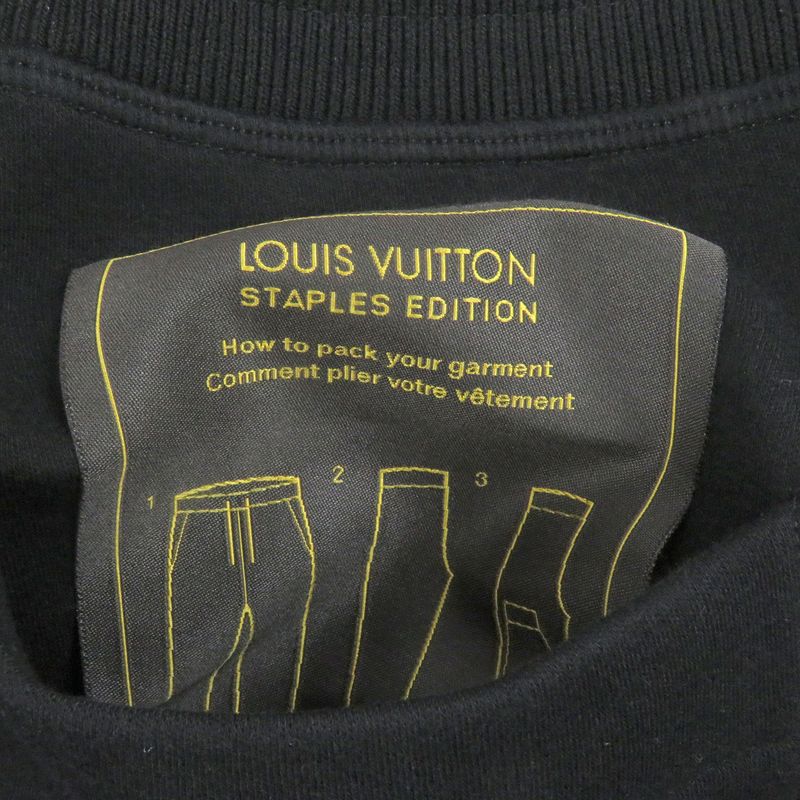 LOUIS VUITTON
STAPLES EDITION
How to pack your garment
Comment plier votre vêtement
1 2 3